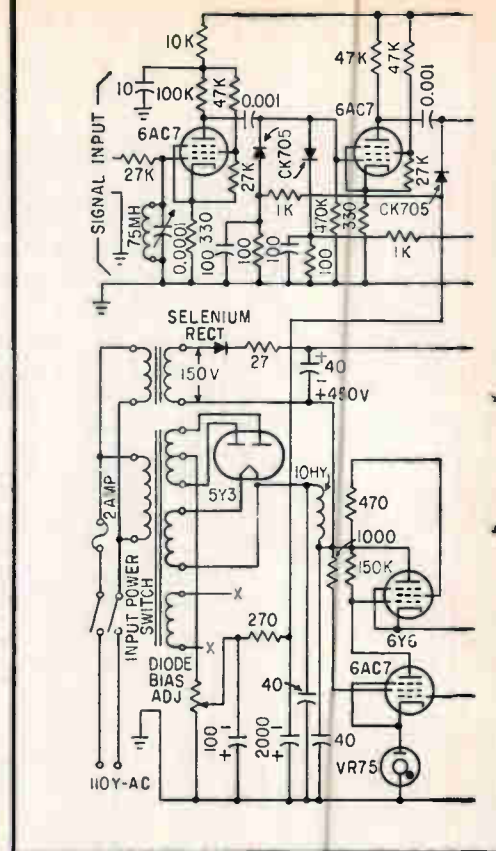 10K
47K
47K
10
100K
47K
0.001
0.001
6AC7
6AC7
SIGNAL INPUT
27K
27K
CK705
27K
CK705
75MH
0.0001
330
1K
470K
330
1K
100
100
100
100
SELENIUM
RECT
150V
27
+
40
-
+450V
5Y3
10HY
2 AMP
470
1000
150K
INPUT POWER
SWITCH
X
X
6Y6
270
6AC7
DIODE
BIAS
ADJ
40
100
-
+
2000
-
+
40
VR75
110Y-AC